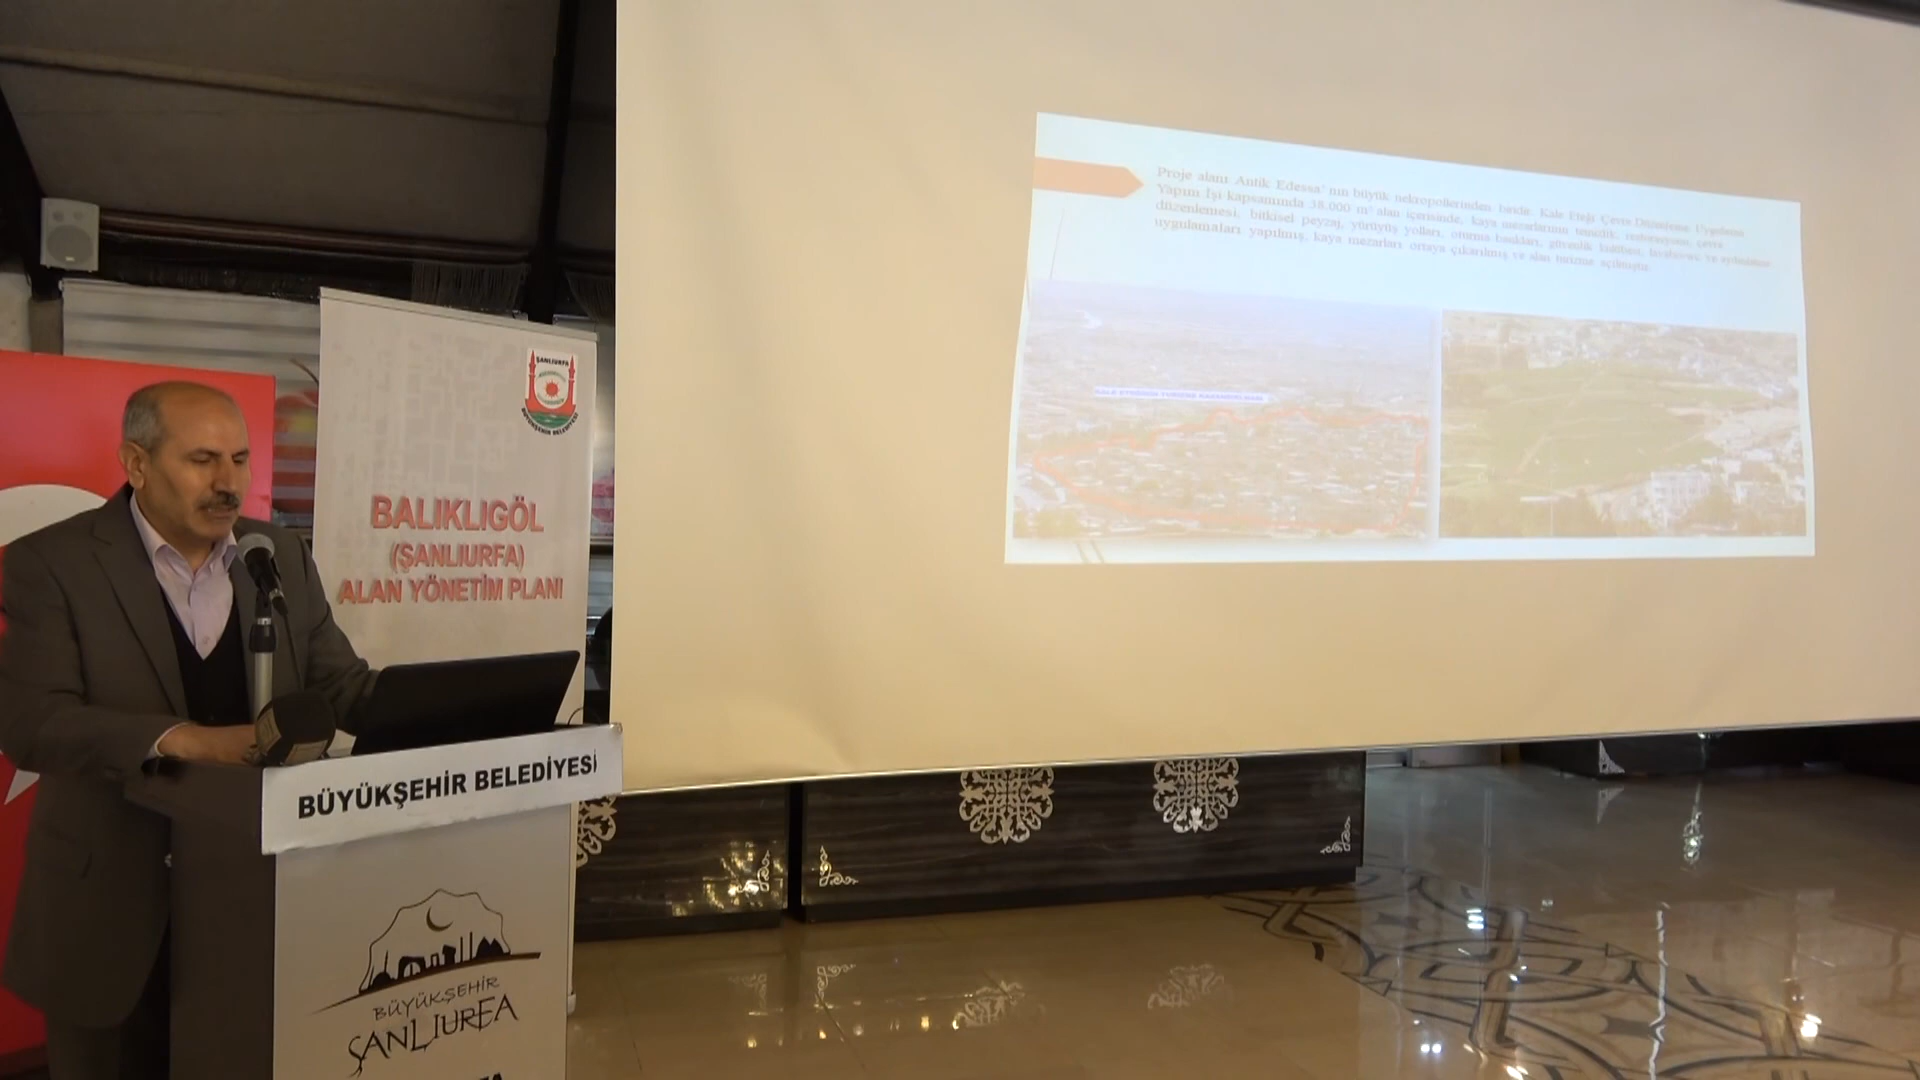 ŞANLIURFA
BÜYÜKŞEHİR BELEDİYESİ
BALIKLIGÖL
(ŞANLIURFA)
ALAN YÖNETİM PLANI
BÜYÜKŞEHİR BELEDİYESİ
BÜYÜKŞEHİR
ŞANLIURFA
Proje alanı Antik Edessa' nın büyük nekropollerinden biridir. Kale Eteği Çevre Düzenleme Uygulama
Yapım İşi kapsamında 38.000 m² alan içerisinde, kaya mezarlarının temizlik, restorasyonu, çevre
düzenlemesi, bitkisel peyzaj, yürüyüş yolları, oturma bankları, güvenlik kulübesi, ve aydınlatma
uygulamaları yapılmış, kaya mezarları ortaya çıkarılmış ve alan turizme açılmıştır.